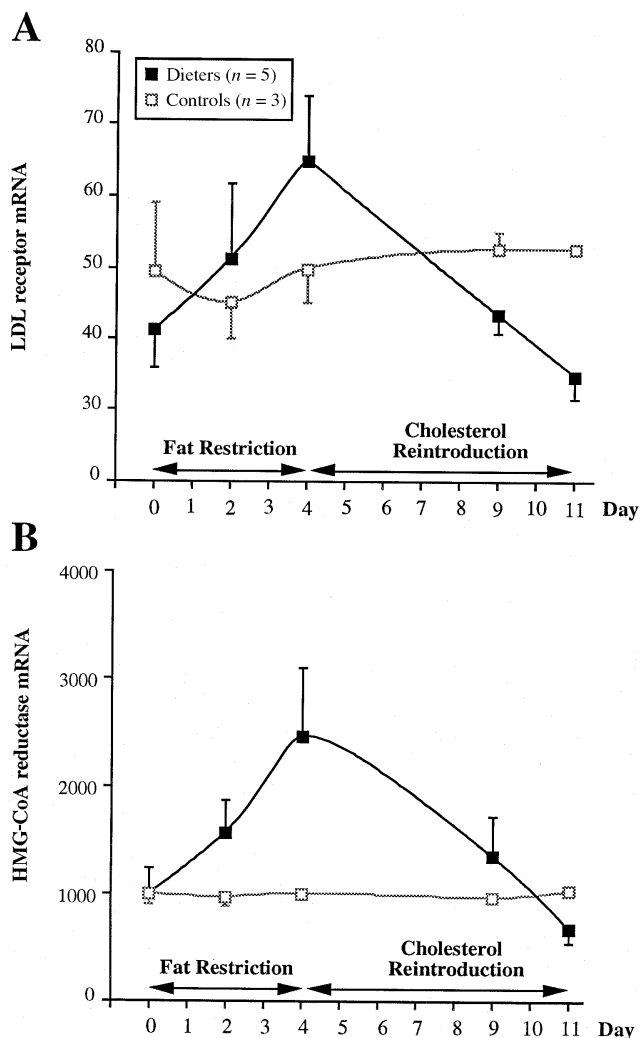 A
80
70
60
50
40
30
0
LDL receptor mRNA
Dieters (n = 5)
Controls (n = 3)
Fat Restriction
Cholesterol
Reintroduction
0 1 2 3 4 5 6 7 8 9 10 11 Day
B
4000
3000
2000
1000
0
HMG-CoA reductase mRNA
Fat Restriction
Cholesterol
Reintroduction
0 1 2 3 4 5 6 7 8 9 10 11 Day